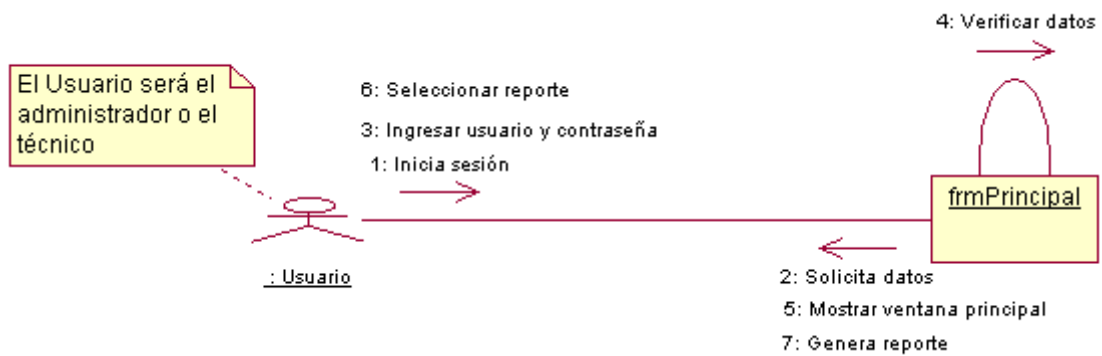 4: Verificar datos
El Usuario será el
administrador o el
técnico
6: Seleccionar reporte
3: Ingresar usuario y contraseña
1: Inicia sesión
frmPrincipal
: Usuario
2: Solicita datos
5: Mostrar ventana principal
7: Genera reporte